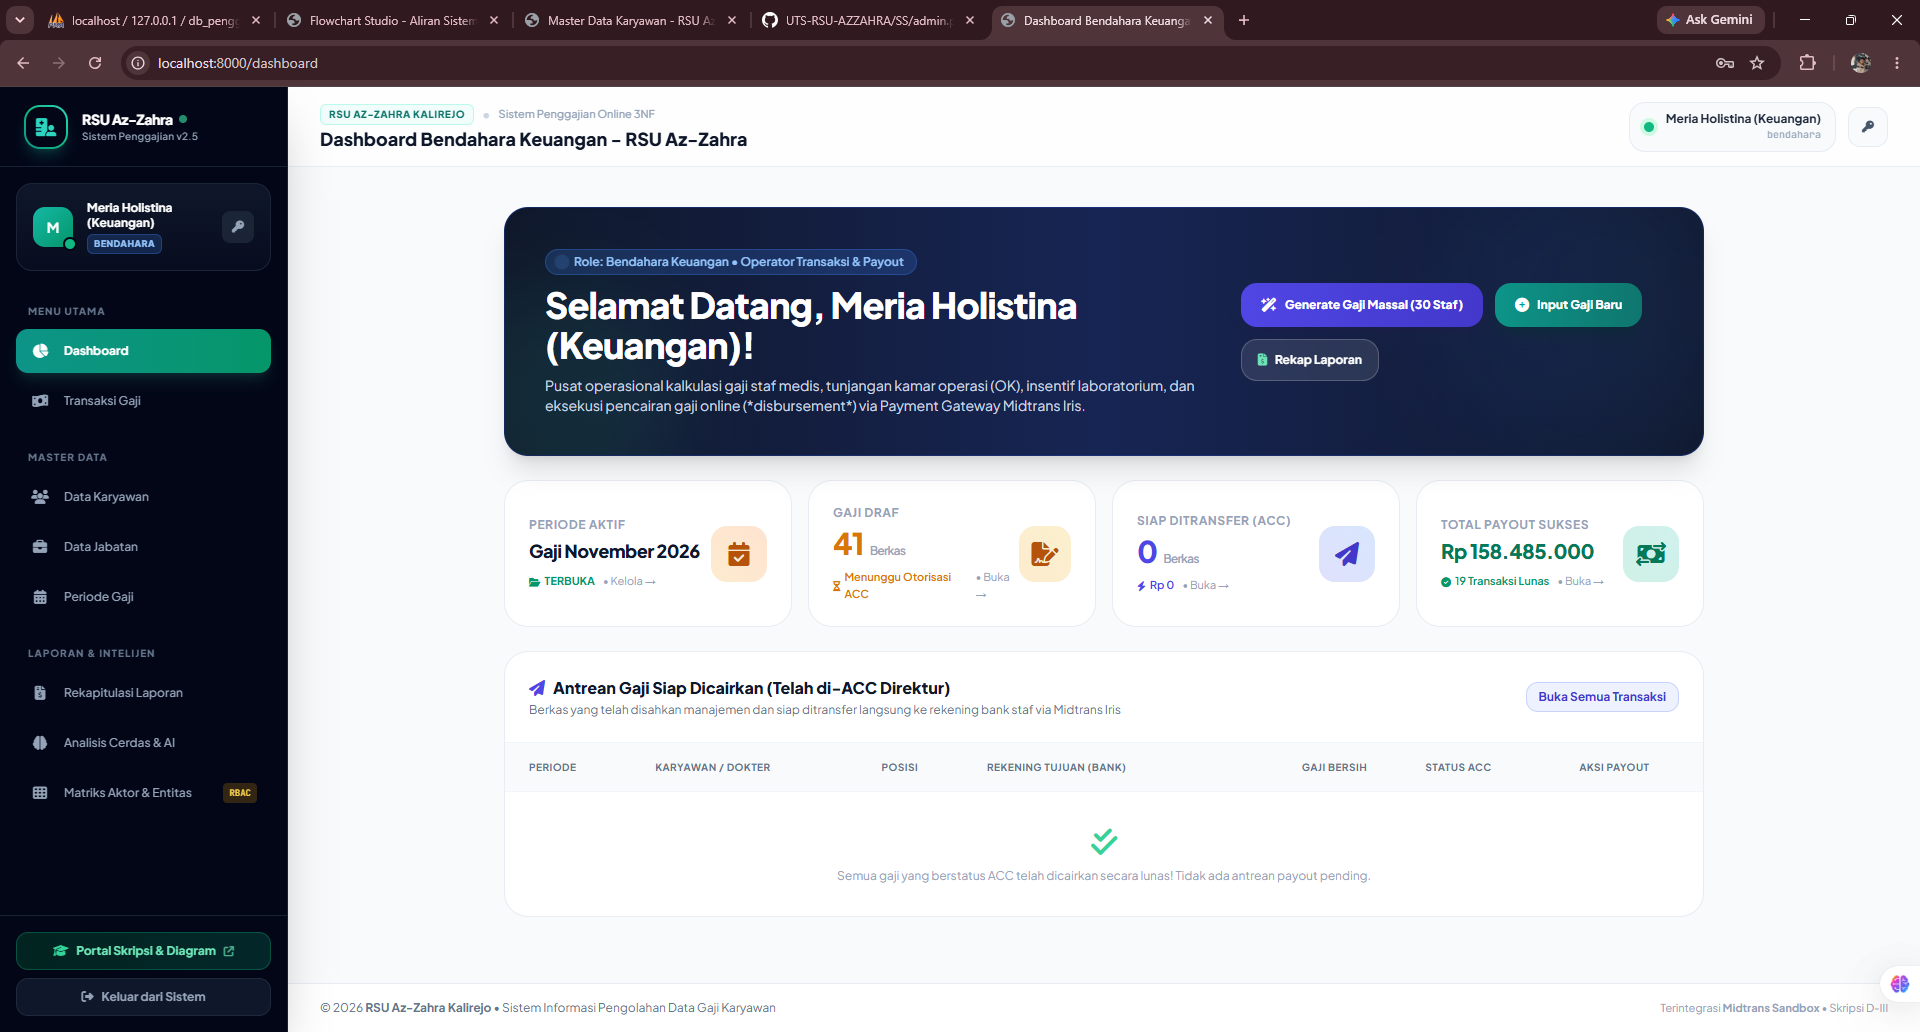 localhost / 127.0.0.1 / db_peng
Flowchart Studio - Aliran Sistem
Master Data Karyawan - RSU Az
UTS-RSU-AZZAHRA/SS/admin.p
Dashboard Bendahara Keuanga
Ask Gemini
localhost:8000/dashboard
RSU Az-Zahra
Sistem Penggajian v2.5
M
Meria Holistina
(Keuangan)
BENDAHARA
MENU UTAMA
Dashboard
Transaksi Gaji
MASTER DATA
Data Karyawan
Data Jabatan
Periode Gaji
LAPORAN & INTELIJEN
Rekapitulasi Laporan
Analisis Cerdas & AI
Matriks Aktor & Entitas
RBAC
Portal Skripsi & Diagram
Keluar dari Sistem
RSU AZ-ZAHRA KALIREJO
Sistem Penggajian Online 3NF
Dashboard Bendahara Keuangan - RSU Az-Zahra
Meria Holistina (Keuangan)
bendahara
Role: Bendahara Keuangan • Operator Transaksi & Payout
Selamat Datang, Meria Holistina
(Keuangan)!
Pusat operasional kalkulasi gaji staf medis, tunjangan kamar operasi (OK), insentif laboratorium, dan
eksekusi pencairan gaji online (*disbursement*) via Payment Gateway Midtrans Iris.
Generate Gaji Massal (30 Staf)
Input Gaji Baru
Rekap Laporan
PERIODE AKTIF
Gaji November 2026
TERBUKA • Kelola →
GAJI DRAF
41 Berkas
Menunggu Otorisasi
ACC
• Buka
→
SIAP DITRANSFER (ACC)
0 Berkas
Rp 0 • Buka →
TOTAL PAYOUT SUKSES
Rp 158.485.000
19 Transaksi Lunas • Buka →
Antrean Gaji Siap Dicairkan (Telah di-ACC Direktur)
Berkas yang telah disahkan manajemen dan siap ditransfer langsung ke rekening bank staf via Midtrans Iris
Buka Semua Transaksi
PERIODE
KARYAWAN / DOKTER
POSISI
REKENING TUJUAN (BANK)
GAJI BERSIH
STATUS ACC
AKSI PAYOUT
Semua gaji yang berstatus ACC telah dicairkan secara lunas! Tidak ada antrean payout pending.
© 2026 RSU Az-Zahra Kalirejo • Sistem Informasi Pengolahan Data Gaji Karyawan
Terintegrasi Midtrans Sandbox • Skripsi D-III